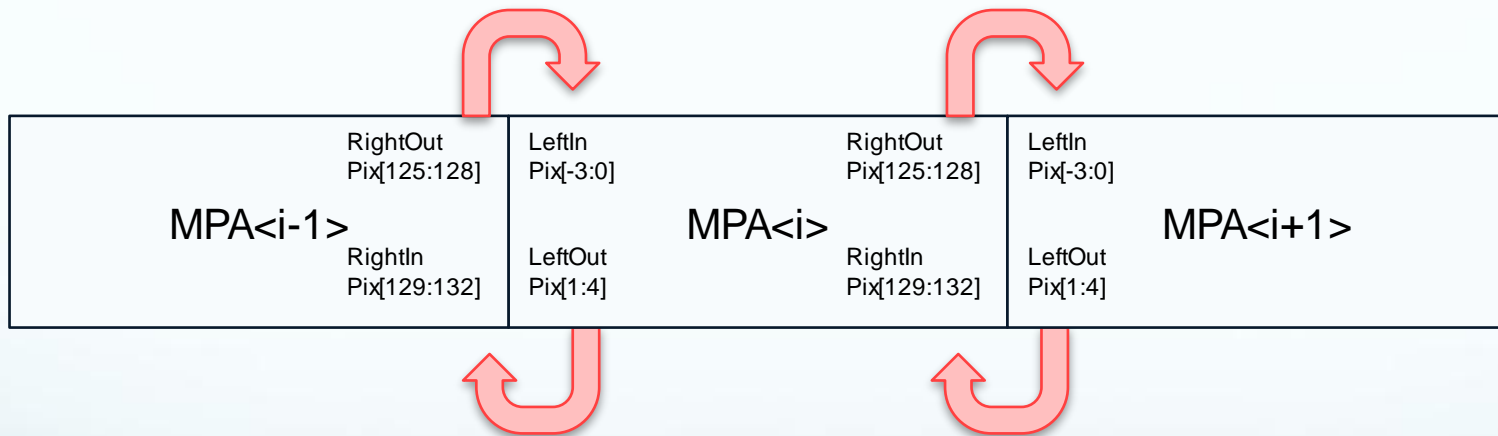 RightOut
Pix[125:128]
MPA<i-1>
RightIn
Pix[129:132]
LeftIn
Pix[-3:0]
LeftOut
Pix[1:4]
MPA<i>
RightOut
Pix[125:128]
RightIn
Pix[129:132]
LeftIn
Pix[-3:0]
MPA<i+1>
LeftOut
Pix[1:4]